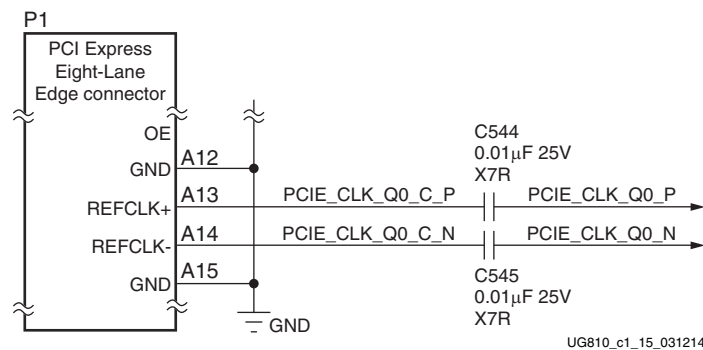 P1
PCI Express
Eight-Lane
Edge connector
OE
GND
A12
REFCLK+
A13
REFCLK-
A14
GND
A15
GND
PCIE_CLK_Q0_C_P
PCIE_CLK_Q0_C_N
C544
0.01μF 25V
X7R
PCIE_CLK_Q0_P
PCIE_CLK_Q0_N
C545
0.01μF 25V
X7R
UG810_c1_15_031214